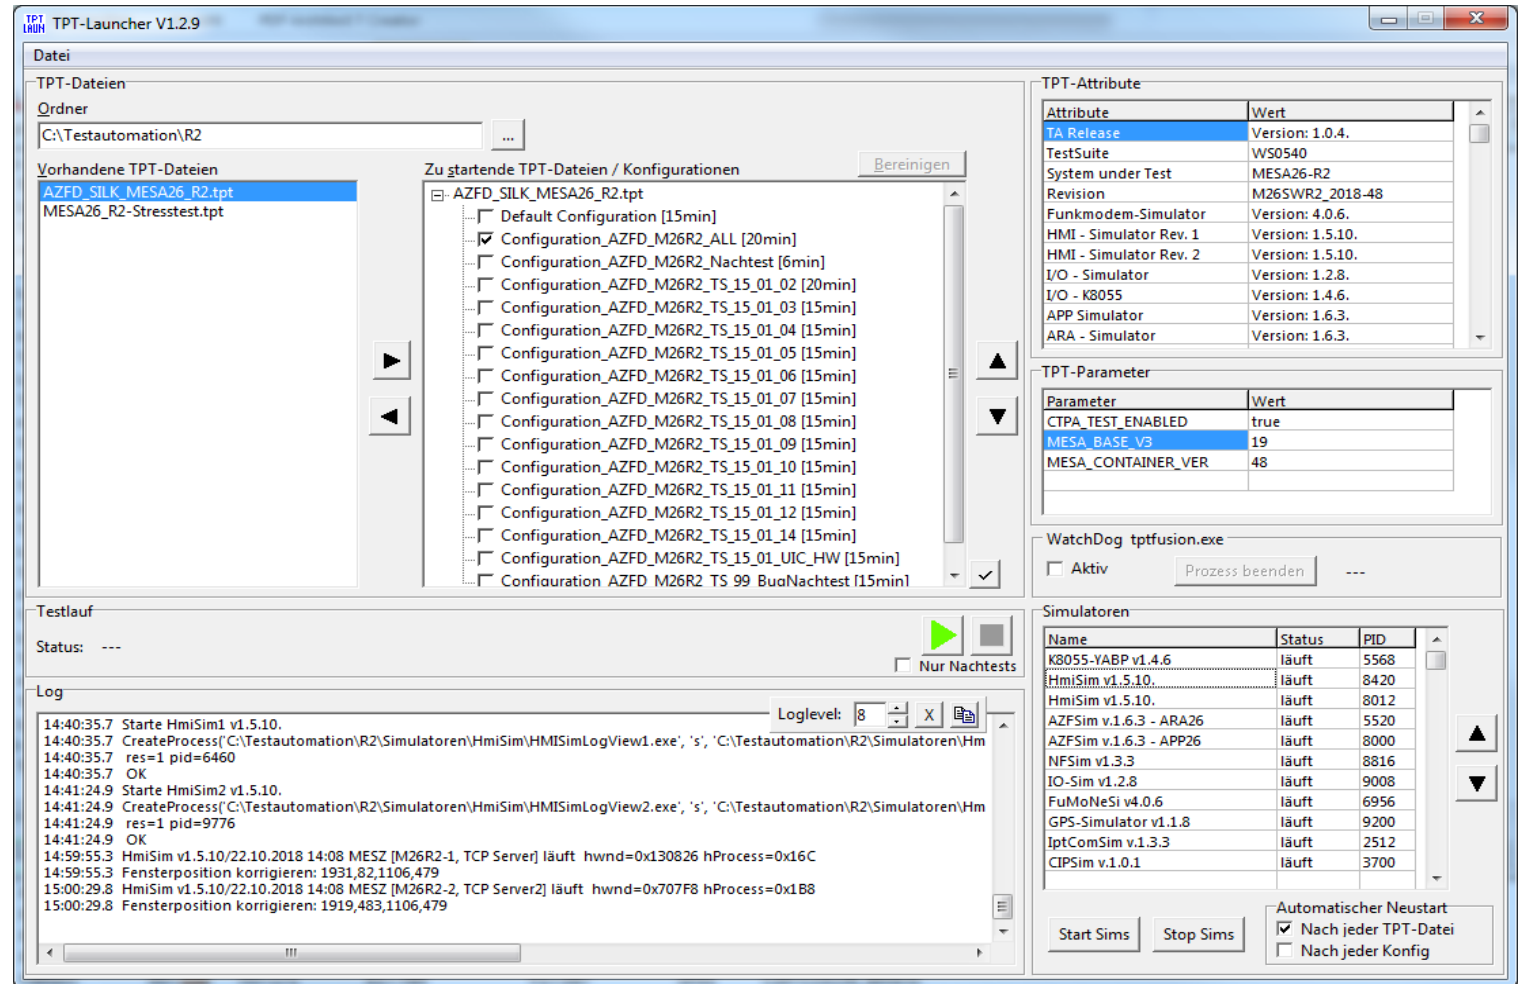 TPT LAUN TPT-Launcher V1.2.9
Datei
TPT-Dateien
Ordner
C:\Testautomation\R2 ...
Vorhandene TPT-Dateien
AZFD_SILK_MESA26_R2.tpt
MESA26_R2-Stresstest.tpt
Zu startende TPT-Dateien / Konfigurationen Bereinigen
AZFD_SILK_MESA26_R2.tpt
Default Configuration [15min]
Configuration_AZFD_M26R2_ALL [20min]
Configuration_AZFD_M26R2_Nachtest [6min]
Configuration_AZFD_M26R2_TS_15_01_02 [20min]
Configuration_AZFD_M26R2_TS_15_01_03 [15min]
Configuration_AZFD_M26R2_TS_15_01_04 [15min]
Configuration_AZFD_M26R2_TS_15_01_05 [15min]
Configuration_AZFD_M26R2_TS_15_01_06 [15min]
Configuration_AZFD_M26R2_TS_15_01_07 [15min]
Configuration_AZFD_M26R2_TS_15_01_08 [15min]
Configuration_AZFD_M26R2_TS_15_01_09 [15min]
Configuration_AZFD_M26R2_TS_15_01_10 [15min]
Configuration_AZFD_M26R2_TS_15_01_11 [15min]
Configuration_AZFD_M26R2_TS_15_01_12 [15min]
Configuration_AZFD_M26R2_TS_15_01_14 [15min]
Configuration_AZFD_M26R2_TS_15_01_UIC_HW [15min]
Configuration_AZFD_M26R2_TS_99_BugNachtest [15min]
TPT-Attribute
Attribute Wert
TA Release Version: 1.0.4.
TestSuite WS0540
System under Test MESA26-R2
Revision M26SWR2_2018-48
Funkmodem-Simulator Version: 4.0.6.
HMI - Simulator Rev. 1 Version: 1.5.10.
HMI - Simulator Rev. 2 Version: 1.5.10.
I/O - Simulator Version: 1.2.8.
I/O - K8055 Version: 1.4.6.
APP Simulator Version: 1.6.3.
ARA - Simulator Version: 1.6.3.
TPT-Parameter
Parameter Wert
CTPA_TEST_ENABLED true
MESA_BASE_V3 19
MESA_CONTAINER_VER 48
WatchDog tptfusion.exe
Aktiv Prozess beenden ---
Testlauf
Status: ---
Nur Nachtests
Log
Loglevel: 8 X
14:40:35.7 Starte HmiSim1 v1.5.10.
14:40:35.7 CreateProcess('C:\Testautomation\R2\Simulatoren\HmiSim\HMISimLogView1.exe', 's', 'C:\Testautomation\R2\Simulatoren\Hm
14:40:35.7 res=1 pid=6460
14:40:35.7 OK
14:41:24.9 Starte HmiSim2 v1.5.10.
14:41:24.9 CreateProcess('C:\Testautomation\R2\Simulatoren\HmiSim\HMISimLogView2.exe', 's', 'C:\Testautomation\R2\Simulatoren\Hm
14:41:24.9 res=1 pid=9776
14:41:24.9 OK
14:59:55.3 HmiSim v1.5.10/22.10.2018 14:08 MESZ [M26R2-1, TCP Server] läuft hwnd=0x130826 hProcess=0x16C
14:59:55.3 Fensterposition korrigieren: 1931,82,1106,479
15:00:29.8 HmiSim v1.5.10/22.10.2018 14:08 MESZ [M26R2-2, TCP Server2] läuft hwnd=0x707F8 hProcess=0x1B8
15:00:29.8 Fensterposition korrigieren: 1919,483,1106,479
Simulatoren
Name Status PID
K8055-YABP v1.4.6 läuft 5568
HmiSim v1.5.10. läuft 8420
HmiSim v1.5.10. läuft 8012
AZFSim v.1.6.3 - ARA26 läuft 5520
AZFSim v.1.6.3 - APP26 läuft 8000
NFSim v1.3.3 läuft 8816
IO-Sim v1.2.8 läuft 9008
FuMoNeSi v4.0.6 läuft 6956
GPS-Simulator v1.1.8 läuft 9200
IptComSim v.1.3.3 läuft 2512
CIPSim v.1.0.1 läuft 3700
Start Sims Stop Sims
Automatischer Neustart
Nach jeder TPT-Datei
Nach jeder Konfig